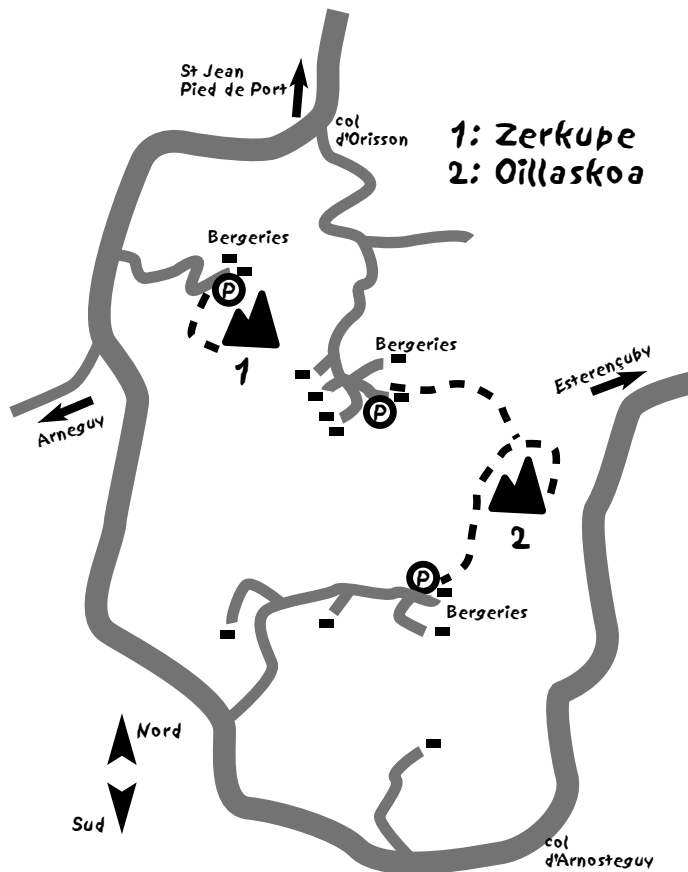 St Jean
Pied de Port
col
d'Orisson
1: Zerkupe
2: Oillaskoa
Bergeries
P
1
Bergeries
P
Esterençuby
Arneguy
2
P
Bergeries
Nord
Sud
col
d'Arnosteguy